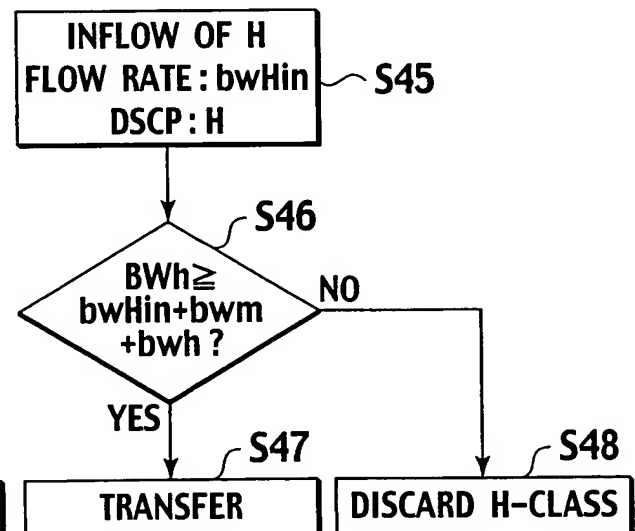 INFLOW OF H
FLOW RATE : bwHin
DSCP : H
S45
S46
BWh≧
bwHin+bwm
+bwh ?
NO
YES
S47
S48
TRANSFER
DISCARD H-CLASS